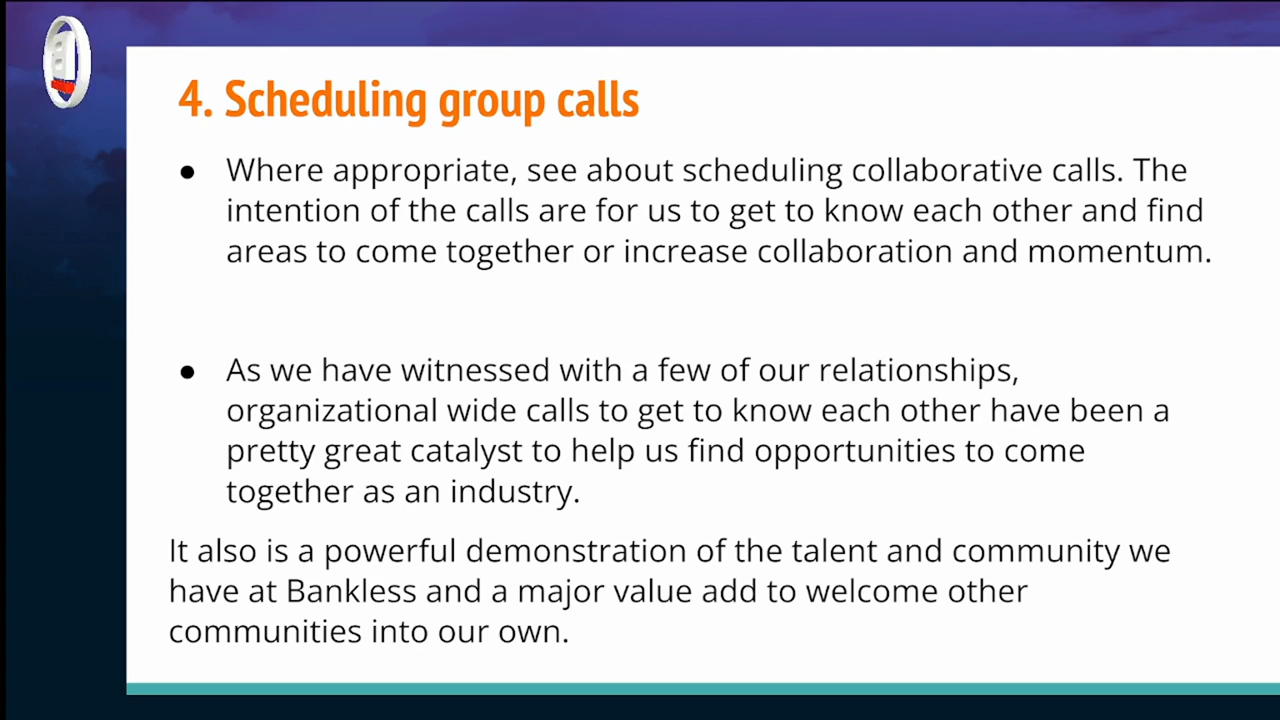 4. Scheduling group calls
● Where appropriate, see about scheduling collaborative calls. The
intention of the calls are for us to get to know each other and find
areas to come together or increase collaboration and momentum.
● As we have witnessed with a few of our relationships,
organizational wide calls to get to know each other have been a
pretty great catalyst to help us find opportunities to come
together as an industry.
It also is a powerful demonstration of the talent and community we
have at Bankless and a major value add to welcome other
communities into our own.